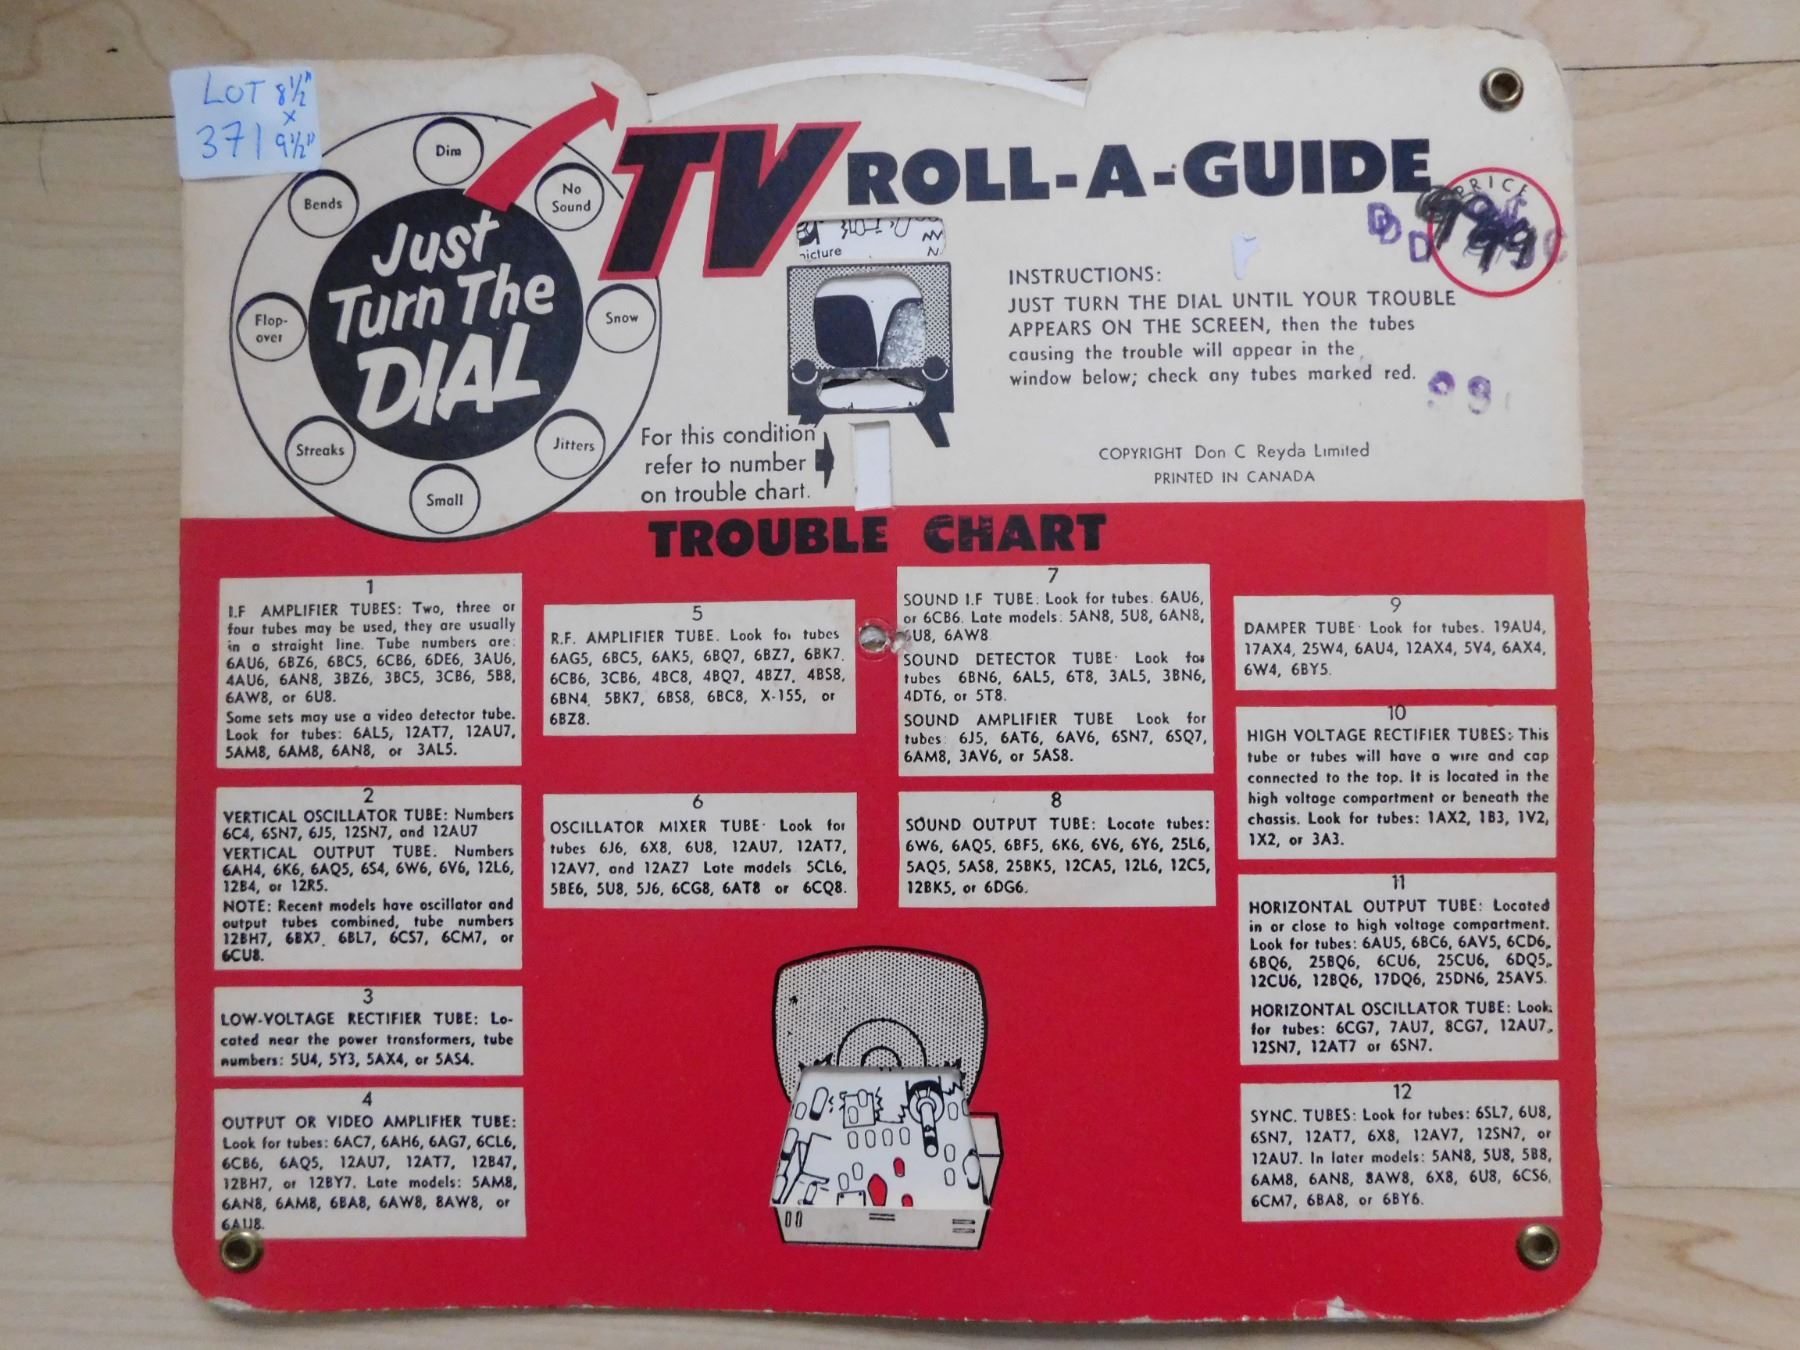 LOT 8½"
x
371 9½"
TV ROLL-A-GUIDE
PRICE
Dim
No
Sound
Bends
Snow
Flop-
over
Jitters
Streaks
Small
Just
Turn The
DIAL
picture
INSTRUCTIONS:
JUST TURN THE DIAL UNTIL YOUR TROUBLE
APPEARS ON THE SCREEN, then the tubes
causing the trouble will appear in the
window below; check any tubes marked red.
For this condition
refer to number
on trouble chart.
COPYRIGHT Don C Reyda Limited
PRINTED IN CANADA
TROUBLE CHART
1
I.F AMPLIFIER TUBES: Two, three or
four tubes may be used, they are usually
in a straight line. Tube numbers are:
6AU6, 6BZ6, 6BC5, 6CB6, 6DE6, 3AU6,
4AU6, 6AN8, 3BZ6, 3BC5, 3CB6, 5B8,
6AW8, or 6U8.
Some sets may use a video detector tube.
Look for tubes: 6AL5, 12AT7, 12AU7,
5AM8, 6AM8, 6AN8, or 3AL5.
2
VERTICAL OSCILLATOR TUBE: Numbers
6C4, 6SN7, 6J5, 12SN7, and 12AU7
VERTICAL OUTPUT TUBE. Numbers
6AH4, 6K6, 6AQ5, 6S4, 6W6, 6V6, 12L6,
12B4, or 12R5.
NOTE: Recent models have oscillator and
output tubes combined, tube numbers
12BH7, 6BX7, 6BL7, 6CS7, 6CM7, or
6CU8.
3
LOW-VOLTAGE RECTIFIER TUBE: Lo-
cated near the power transformers, tube
numbers: 5U4, 5Y3, 5AX4, or 5AS4.
4
OUTPUT OR VIDEO AMPLIFIER TUBE:
Look for tubes: 6AC7, 6AH6, 6AG7, 6CL6,
6CB6, 6AQ5, 12AU7, 12AT7, 12B47,
12BH7, or 12BY7. Late models: 5AM8,
6AN8, 6AM8, 6BA8, 6AW8, 8AW8, or
6AU8.
5
R.F. AMPLIFIER TUBE. Look for tubes
6AG5, 6BC5, 6AK5, 6BQ7, 6BZ7, 6BK7.
6CB6, 3CB6, 4BC8, 4BQ7, 4BZ7, 4BS8,
6BN4, 5BK7, 6BS8, 6BC8, X-155, or
6BZ8.
6
OSCILLATOR MIXER TUBE· Look for
tubes 6J6, 6X8, 6U8, 12AU7, 12AT7,
12AV7, and 12AZ7 Late models 5CL6,
5BE6, 5U8, 5J6, 6CG8, 6AT8 or 6CQ8.
7
SOUND I.F TUBE: Look for tubes. 6AU6,
or 6CB6. Late models: 5AN8, 5U8, 6AN8,
6U8, 6AW8
SOUND DETECTOR TUBE· Look for
tubes 6BN6, 6AL5, 6T8, 3AL5, 3BN6,
4DT6, or 5T8.
SOUND AMPLIFIER TUBE Look for
tubes: 6J5, 6AT6, 6AV6, 6SN7, 6SQ7,
6AM8, 3AV6, or 5AS8.
8
SOUND OUTPUT TUBE: Locate tubes:
6W6, 6AQ5, 6BF5, 6K6, 6V6, 6Y6, 25L6,
5AQ5, 5AS8, 25BK5, 12CA5, 12L6, 12C5,
12BK5, or 6DG6.
9
DAMPER TUBE· Look for tubes. 19AU4,
17AX4, 25W4, 6AU4, 12AX4, 5V4, 6AX4,
6W4, 6BY5.
10
HIGH VOLTAGE RECTIFIER TUBES: This
tube or tubes will have a wire and cap
connected to the top. It is located in the
high voltage compartment or beneath the
chassis. Look for tubes: 1AX2, 1B3, 1V2,
1X2, or 3A3.
11
HORIZONTAL OUTPUT TUBE: Located
in or close to high voltage compartment.
Look for tubes: 6AU5, 6BC6, 6AV5, 6CD6,
6BQ6, 25BQ6, 6CU6, 25CU6, 6DQ5,
12CU6, 12BQ6, 17DQ6, 25DN6, 25AV5.
HORIZONTAL OSCILLATOR TUBE: Look
for tubes: 6CG7, 7AU7, 8CG7, 12AU7,
12SN7, 12AT7 or 6SN7.
12
SYNC. TUBES: Look for tubes: 6SL7, 6U8,
6SN7, 12AT7, 6X8, 12AV7, 12SN7, or
12AU7. In later models: 5AN8, 5U8, 5B8,
6AM8, 6AN8, 8AW8, 6X8, 6U8, 6CS6,
6CM7, 6BA8, or 6BY6.